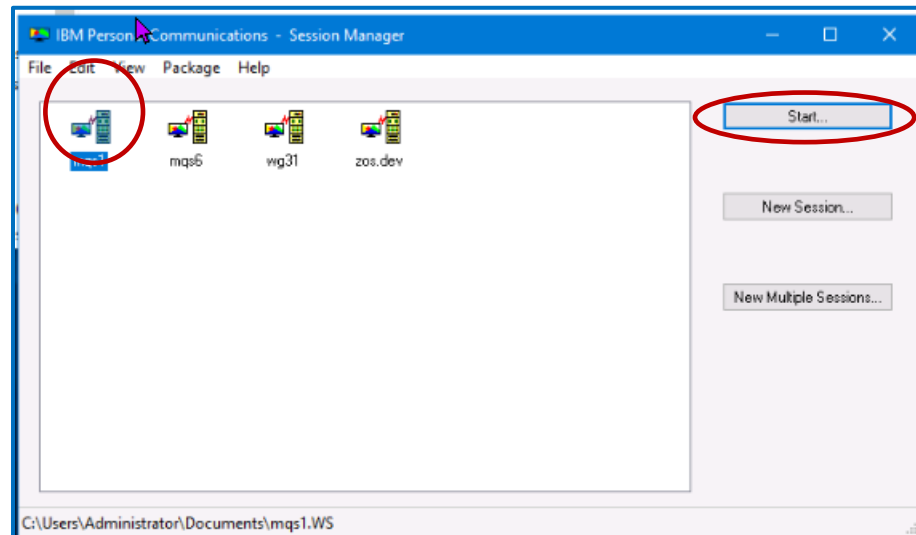 IBM Person Communications - Session Manager
File Edit View Package Help
mqs1 mqs6 wg31 zos.dev
Start...
New Session...
New Multiple Sessions...
C:\Users\Administrator\Documents\mqs1.WS